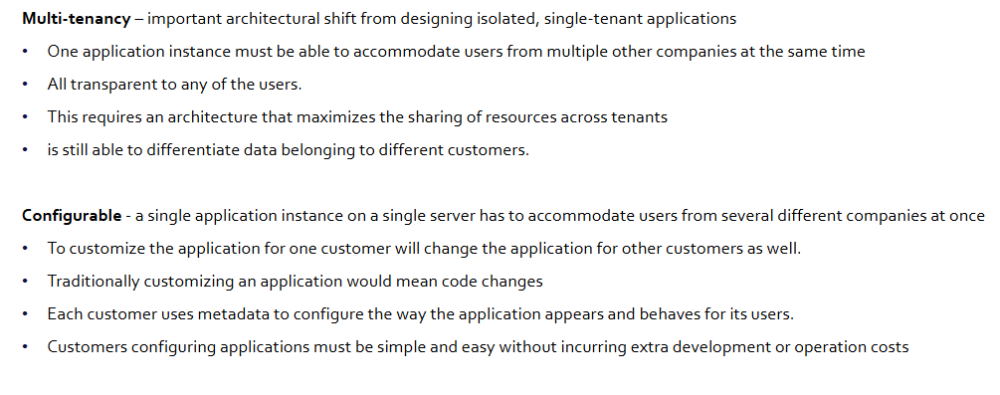 Multi-tenancy – important architectural shift from designing isolated, single-tenant applications
• One application instance must be able to accommodate users from multiple other companies at the same time
• All transparent to any of the users.
• This requires an architecture that maximizes the sharing of resources across tenants
• is still able to differentiate data belonging to different customers.
Configurable - a single application instance on a single server has to accommodate users from several different companies at once
• To customize the application for one customer will change the application for other customers as well.
• Traditionally customizing an application would mean code changes
• Each customer uses metadata to configure the way the application appears and behaves for its users.
• Customers configuring applications must be simple and easy without incurring extra development or operation costs